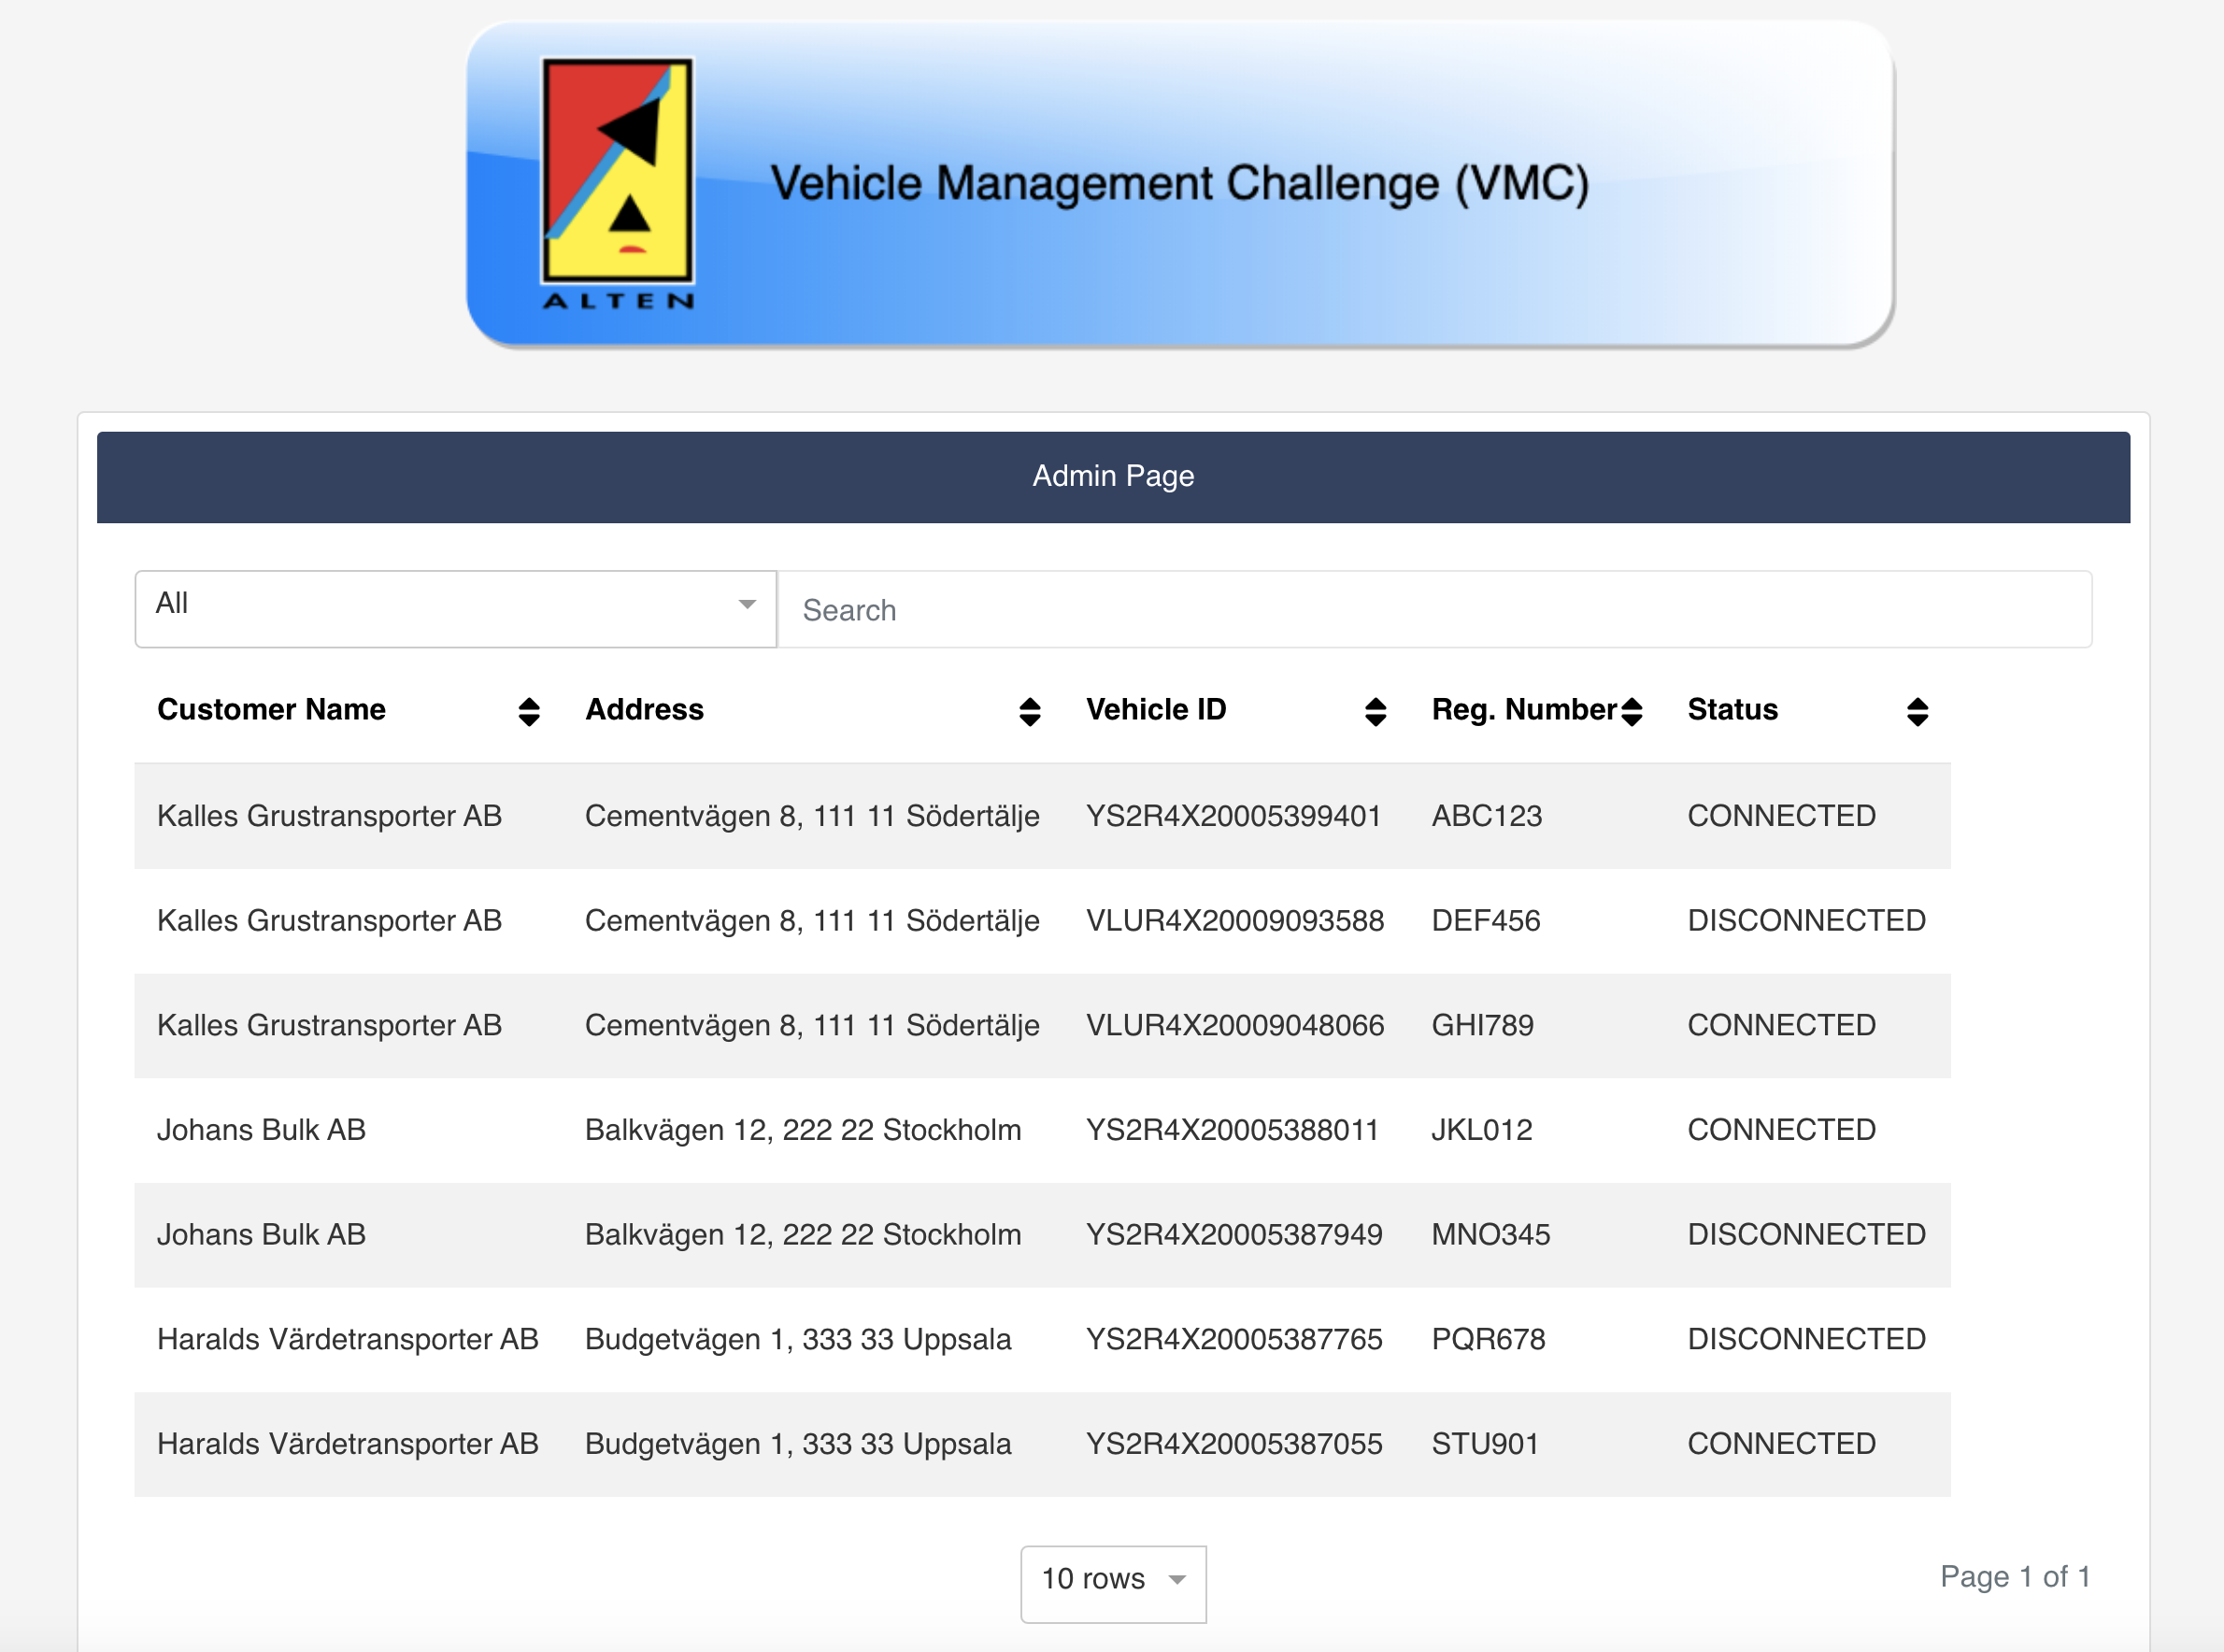 ALTEN
Vehicle Management Challenge (VMC)
Admin Page
All Search
Customer Name Address Vehicle ID Reg. Number Status
Kalles Grustransporter AB Cementvägen 8, 111 11 Södertälje YS2R4X20005399401 ABC123 CONNECTED
Kalles Grustransporter AB Cementvägen 8, 111 11 Södertälje VLUR4X20009093588 DEF456 DISCONNECTED
Kalles Grustransporter AB Cementvägen 8, 111 11 Södertälje VLUR4X20009048066 GHI789 CONNECTED
Johans Bulk AB Balkvägen 12, 222 22 Stockholm YS2R4X20005388011 JKL012 CONNECTED
Johans Bulk AB Balkvägen 12, 222 22 Stockholm YS2R4X20005387949 MNO345 DISCONNECTED
Haralds Värdetransporter AB Budgetvägen 1, 333 33 Uppsala YS2R4X20005387765 PQR678 DISCONNECTED
Haralds Värdetransporter AB Budgetvägen 1, 333 33 Uppsala YS2R4X20005387055 STU901 CONNECTED
10 rows Page 1 of 1